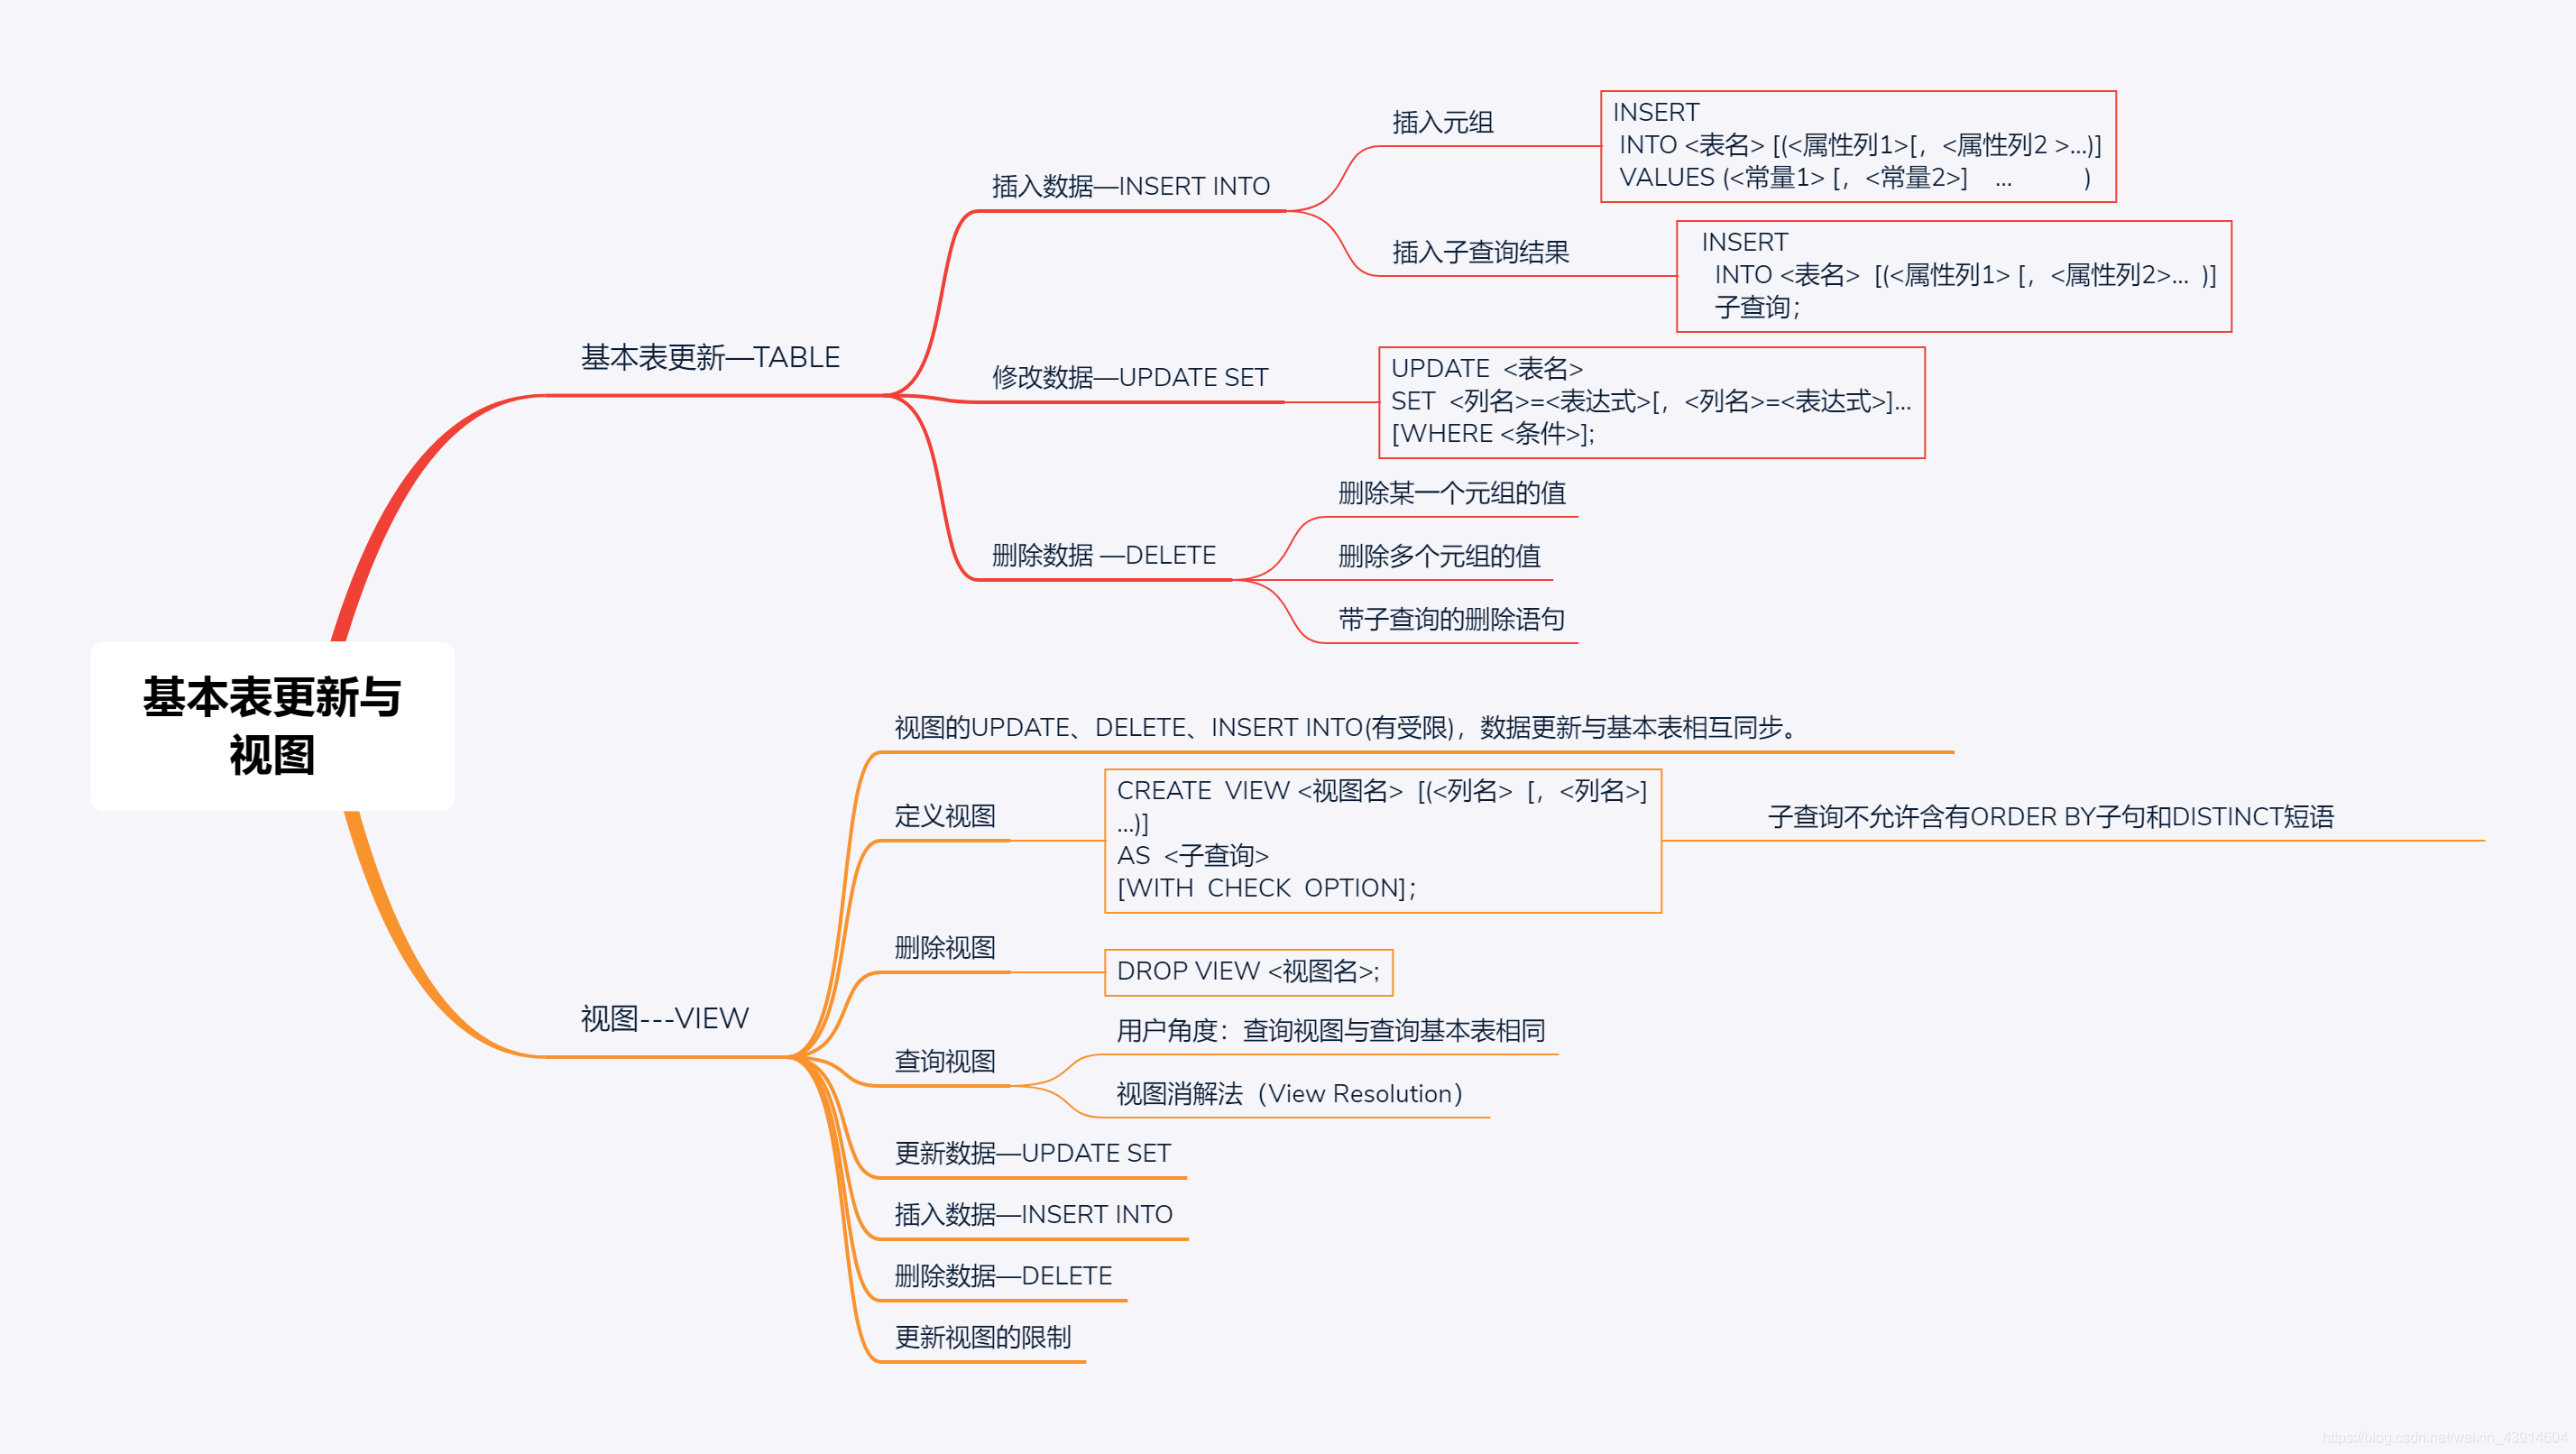 基本表更新与
视图
基本表更新—TABLE
插入数据—INSERT INTO
插入元组
INSERT
INTO <表名> [(<属性列1>[，<属性列2 >…)]
VALUES (<常量1> [，<常量2>] … )
插入子查询结果
INSERT
INTO <表名> [(<属性列1> [，<属性列2>… )]
子查询；
修改数据—UPDATE SET
UPDATE <表名>
SET <列名>=<表达式>[，<列名>=<表达式>]…
[WHERE <条件>];
删除数据 —DELETE
删除某一个元组的值
删除多个元组的值
带子查询的删除语句
视图---VIEW
视图的UPDATE、DELETE、INSERT INTO(有受限)，数据更新与基本表相互同步。
定义视图
CREATE VIEW <视图名> [(<列名> [，<列名>]
…)]
AS <子查询>
[WITH CHECK OPTION]；
子查询不允许含有ORDER BY子句和DISTINCT短语
删除视图
DROP VIEW <视图名>;
查询视图
用户角度：查询视图与查询基本表相同
视图消解法（View Resolution）
更新数据—UPDATE SET
插入数据—INSERT INTO
删除数据—DELETE
更新视图的限制
https://blog.csdn.net/weixin_43914604